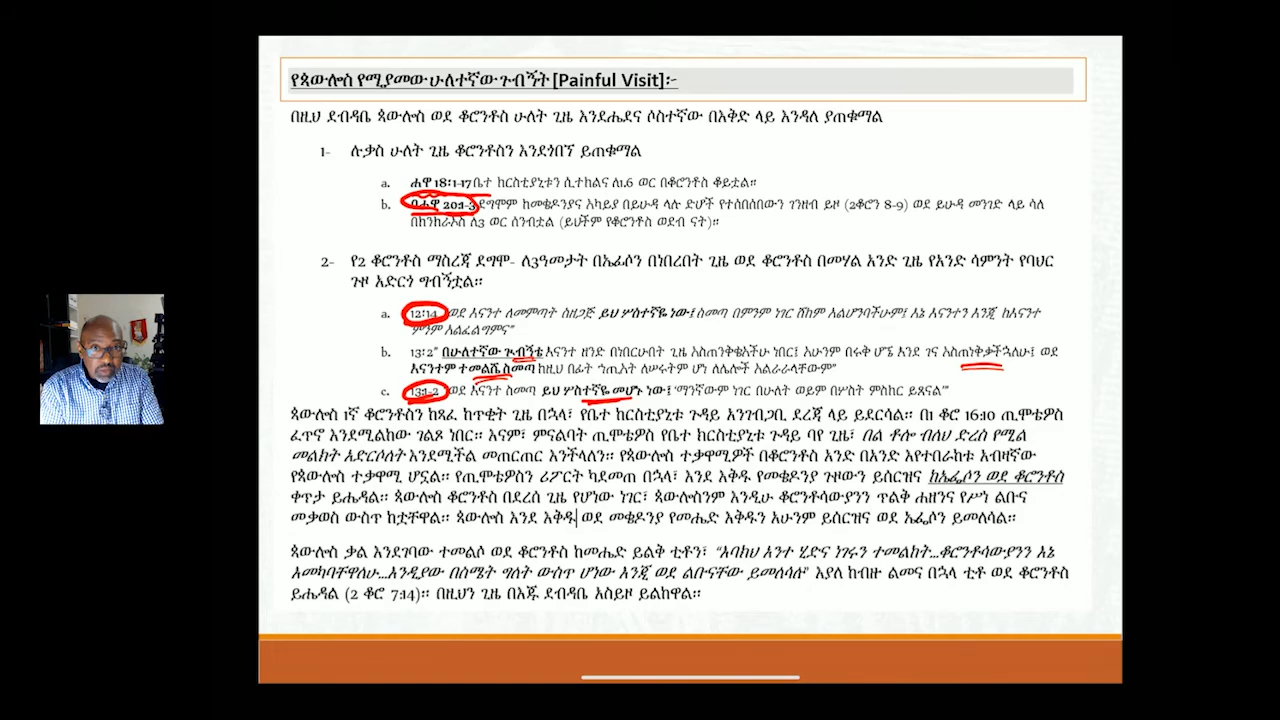 የጳውሎስ የሚያመው ሁለተኛው ጉብኝት [Painful Visit]፦
በዚህ ደብዳቤ ጳውሎስ ወደ ቆሮንቶስ ሁለት ጊዜ እንደሔደና ሶስተኛው በእቅድ ላይ እንዳለ ያጠቁማል
1- ሉቃስ ሁለት ጊዜ ቆሮንቶስን እንደጎበኘ ይጠቁማል
a. ሐዋ 18፡1-17 ቤተ ክርስቲያኒቱን ሲተክልና ለ1.6 ወር በቆሮንቶስ ቆይቷል።
b. በሐዋ 20፡1-3 ደግሞም ከመቄዶንያና አካይያ በይሁዳ ላሉ ድሆች የተሰበሰበውን ገንዘብ ይዞ (2ቆሮን 8-9) ወደ ይሁዳ መንገድ ላይ ሳለ
በክንክራኦስ ለ3 ወር ሰንብቷል (ይህችም የቆሮንቶስ ወደብ ናት)።
2- የ2 ቆሮንቶስ ማስረጃ ደግሞ- ለ3ዓመታት በኤፊሶን በነበረበት ጊዜ ወደ ቆሮንቶስ በመሃል አንድ ጊዜ የአንድ ሳምንት የባህር
ጉዞ አድርጎ ግብኝቷል።
a. 12፡14 ወደ እናንተ ለመምጣት ስዘጋጅ ይህ ሦስተኛዬ ነው፤ ስመጣ በምንም ነገር ሸክም አልሆንባችሁም፤ እኔ እናንተን እንጂ ከእናንተ
ምንም አልፈልግምና”
b. 13፡2” በሁለተኛው ጕብኝቴ እናንተ ዘንድ በነበርሁበት ጊዜ አስጠንቅቄአችሁ ነበር፤ አሁንም በሩቅ ሆኜ እንደ ገና አስጠነቅቃችኋለሁ፤ ወደ
እናንተም ተመልሼ ስመጣ ከዚህ በፊት ኀጢአት ለሠሩትም ሆነ ለሌሎች አልራራላቸውም”
c. 13፡1-2 ወደ እናንተ ስመጣ ይህ ሦስተኛዬ መሆኑ ነው፤ ‘ማንኛውም ነገር በሁለት ወይም በሦስት ምስክር ይጸናል’”
ጳውሎስ 1ኛ ቆሮንቶስን ከጻፈ ከጥቂት ጊዜ በኋላ፣ የቤተ ክርስቲያኒቱ ጉዳይ አንገብጋቢ ደረጃ ላይ ይደርሳል። በ1 ቆሮ 16፡10 ጢሞቴዎስ
ፈጥኖ እንደሚልከው ገልጾ ነበር። እናም፣ ምናልባት ጢሞቴዎስ የቤተ ክርስቲያኒቱ ጉዳይ ባየ ጊዜ፣ በል ቶሎ ብለህ ድረስ የሚል
መልክት አድርሶለት እንደሚችል መጠርጠር እንችላለን። የጳውሎስ ተቃዋሚዎች በቆሮንቶስ አንድ በአንድ እየተበራከቱ አብዛኛው
የጳውሎስ ተቃዋሚ ሆኗል። የጢሞቴዎስን ሪፖርት ካደመጠ በኋላ፣ እንደ እቅዱ የመቄዶንያ ጉዞውን ይሰርዝና ከኤፌሶን ወደ ቆሮንቶስ
ቀጥታ ይሔዳል። ጳውሎስ ቆሮንቶስ በደረሰ ጊዜ የሆነው ነገር፣ ጳውሎስንም እንዲሁ ቆሮንቶሳውያንን ጥልቅ ሐዘንና የሥነ ልቡና
መቃወስ ውስጥ ከቷቸዋል። ጳውሎስ እንደ እቅዱ ወደ መቄዶንያ የመሔድ እቅዱን አሁንም ይሰርዝና ወደ ኤፌሶን ይመለሳል።
ጳውሎስ ቃል እንደገባው ተመልሶ ወደ ቆሮንቶስ ከመሔድ ይልቅ ቲቶን፣ “እባክህ አንተ ሂድና ነገሩን ተመልከት...ቆሮንቶሳውያንን እኔ
እመካባቸዋለሁ...እንዲያው በስሜት ግለት ውስጥ ሆነው እንጂ ወደ ልቡናቸው ይመለሳሉ” እያለ ከብዙ ልመና በኋላ ቲቶ ወደ ቆሮንቶስ
ይሔዳል (2 ቆሮ 7፡14)። በዚህን ጊዜ በእጁ ደብዳቤ አስይዞ ይልከዋል።